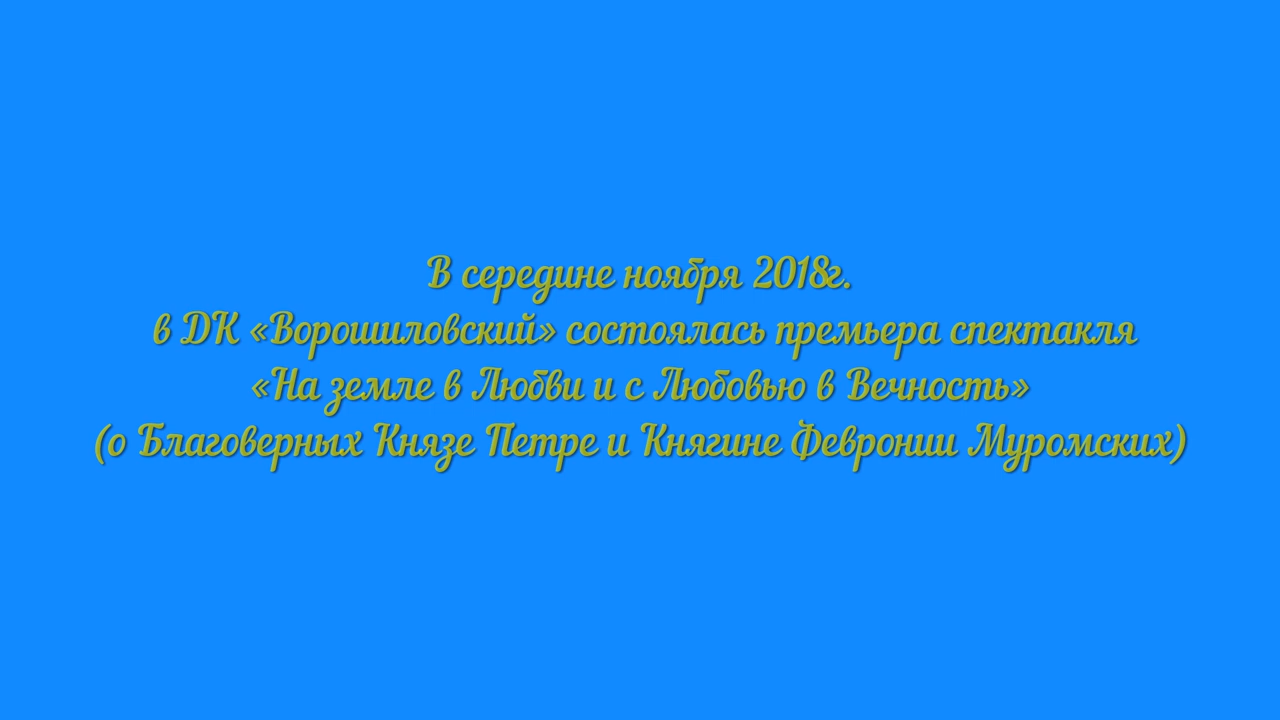 В середине ноября 2018г.
в ДК «Ворошиловский» состоялась премьера спектакля
«На земле в Любви и с Любовью в Вечность»
(о Благоверных Князе Петре и Княгине Февронии Муромских)